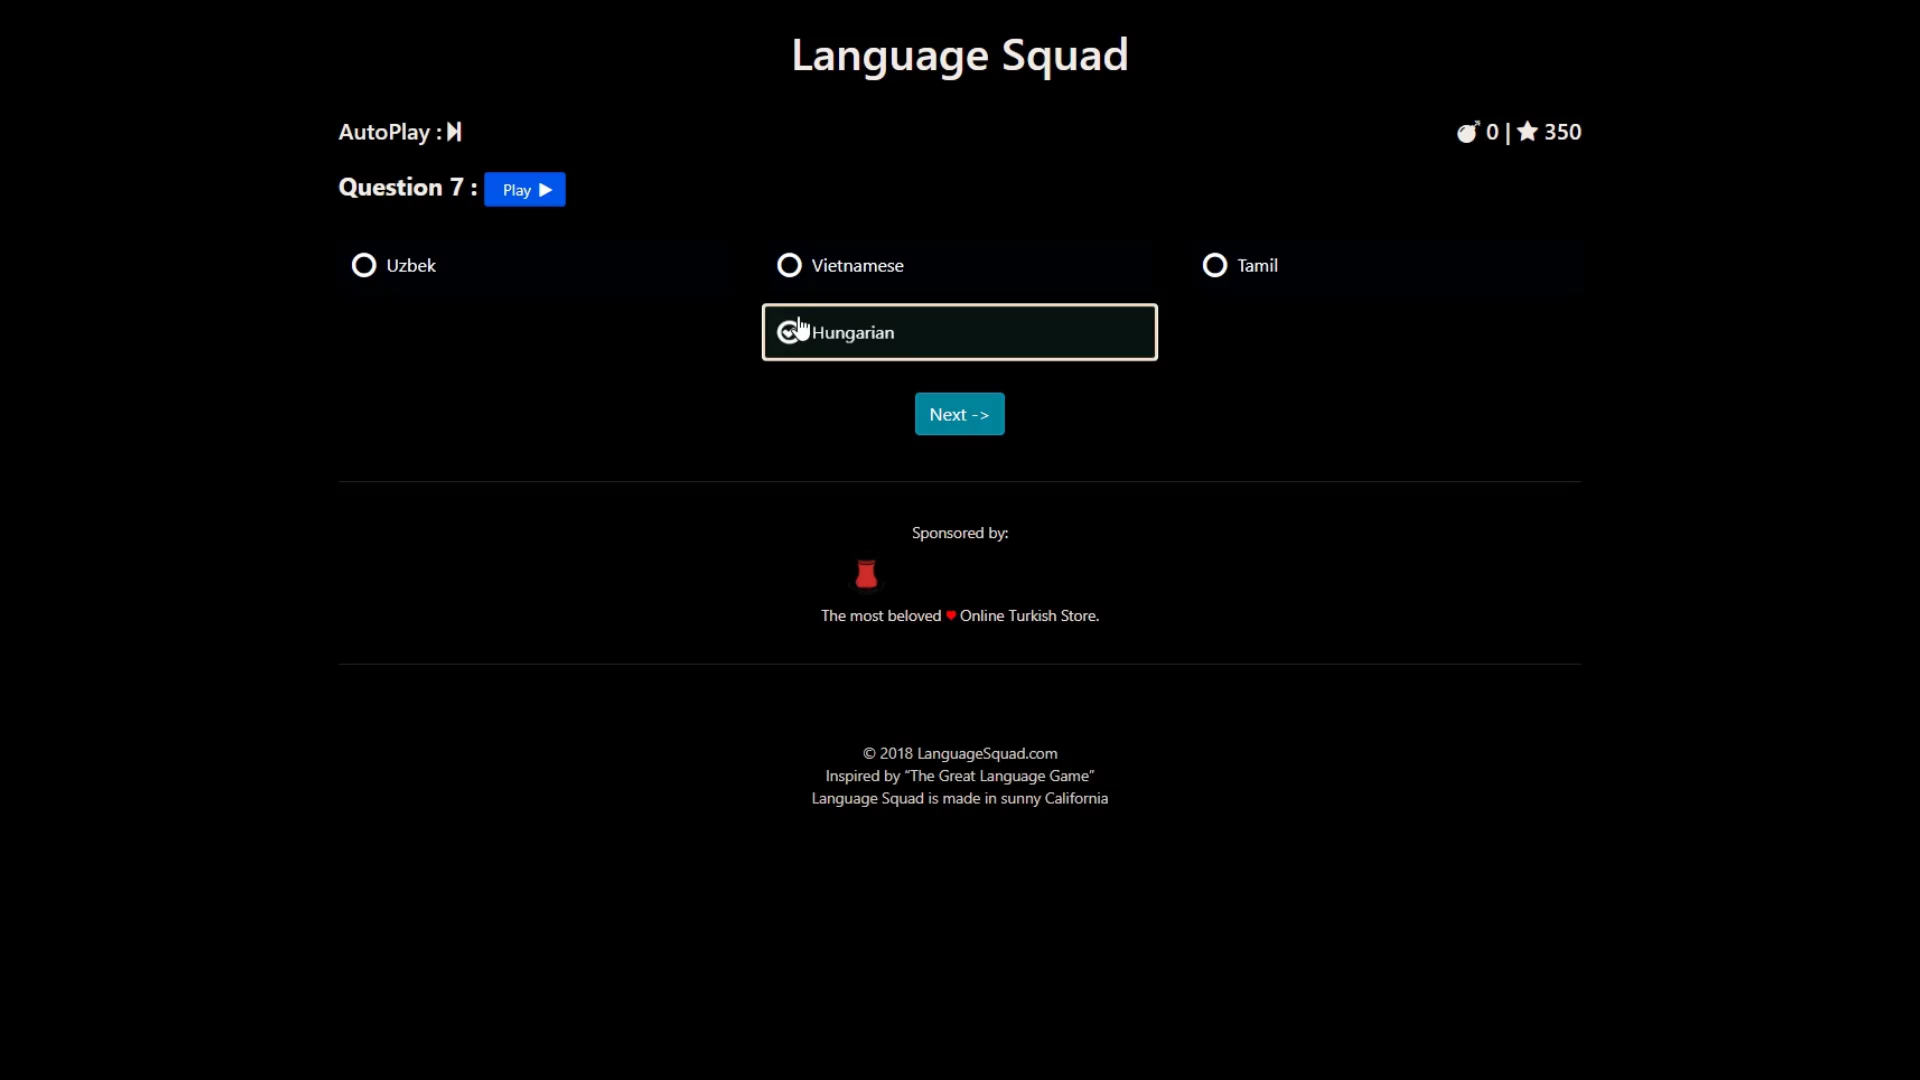 Language Squad
AutoPlay :
0 | 350
Question 7 : Play
Uzbek
Vietnamese
Tamil
Hungarian
Next ->
Sponsored by:
The most beloved Online Turkish Store.
© 2018 LanguageSquad.com
Inspired by “The Great Language Game”
Language Squad is made in sunny California